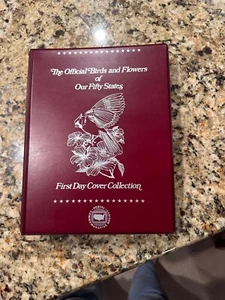 The Official Birds and Flowers
of
Our Fifty States
First Day Cover Collection